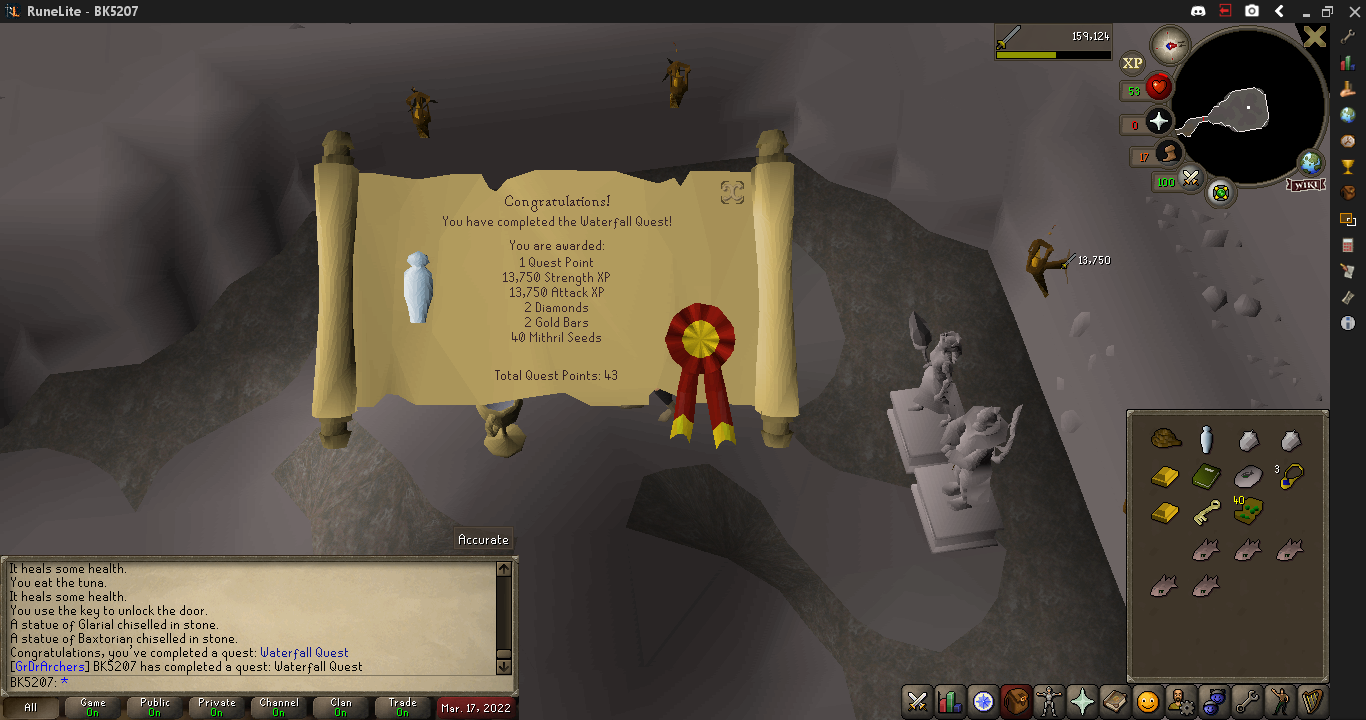 RuneLite - BK5207
159,124
XP
53
0
17
100
WIKI
Congratulations!
You have completed the Waterfall Quest!
You are awarded:
1 Quest Point
13,750 Strength XP
13,750 Attack XP
2 Diamonds
2 Gold Bars
40 Mithril Seeds
Total Quest Points: 43
13,750
3
40
Accurate
It heals some health.
You eat the tuna.
It heals some health.
You use the key to unlock the door.
A statue of Glarial chiselled in stone.
A statue of Baxtorian chiselled in stone.
Congratulations, you've completed a quest: Waterfall Quest
[GrDrArchers] BK5207 has completed a quest: Waterfall Quest
BK5207: *
All
Game
On
Public
On
Private
On
Channel
On
Clan
On
Trade
On
Mar. 17, 2022